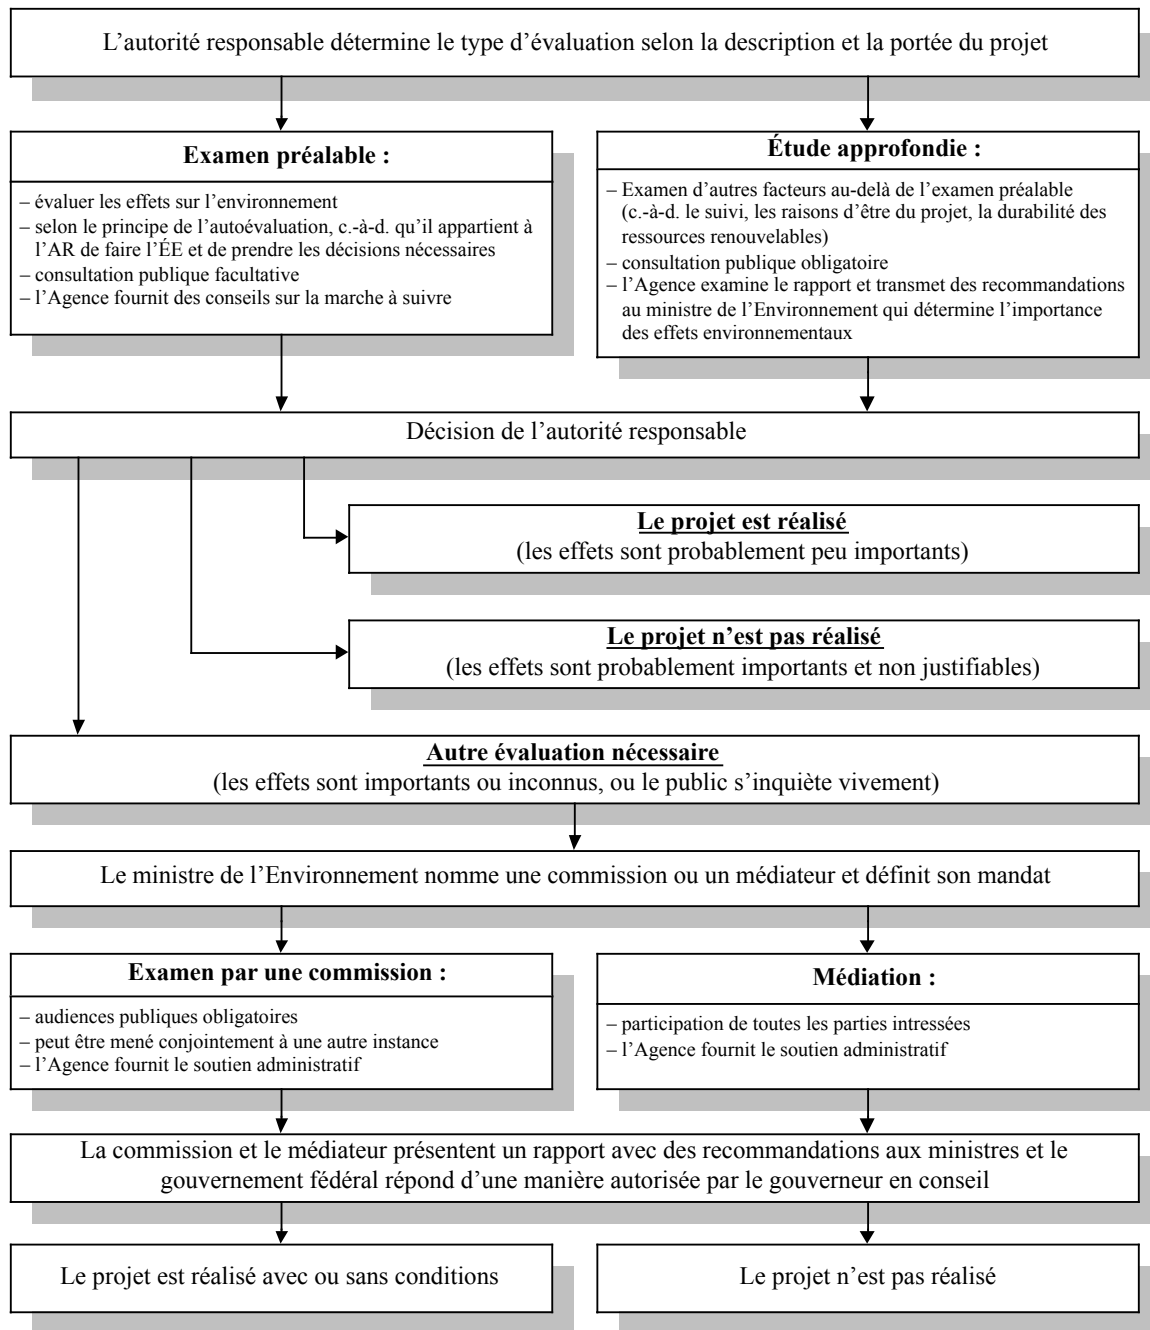 L’autorité responsable détermine le type d’évaluation selon la description et la portée du projet
Examen préalable :
– évaluer les effets sur l’environnement
– selon le principe de l’autoévaluation, c.-à-d. qu’il appartient à
l’AR de faire l’ÉE et de prendre les décisions nécessaires
– consultation publique facultative
– l’Agence fournit des conseils sur la marche à suivre
Étude approfondie :
– Examen d’autres facteurs au-delà de l’examen préalable
(c.-à-d. le suivi, les raisons d’être du projet, la durabilité des
ressources renouvelables)
– consultation publique obligatoire
– l’Agence examine le rapport et transmet des recommandations
au ministre de l’Environnement qui détermine l’importance
des effets environnementaux
Décision de l’autorité responsable
Le projet est réalisé
(les effets sont probablement peu importants)
Le projet n’est pas réalisé
(les effets sont probablement importants et non justifiables)
Autre évaluation nécessaire
(les effets sont importants ou inconnus, ou le public s’inquiète vivement)
Le ministre de l’Environnement nomme une commission ou un médiateur et définit son mandat
Examen par une commission :
– audiences publiques obligatoires
– peut être mené conjointement à une autre instance
– l’Agence fournit le soutien administratif
Médiation :
– participation de toutes les parties intressées
– l’Agence fournit le soutien administratif
La commission et le médiateur présentent un rapport avec des recommandations aux ministres et le
gouvernement fédéral répond d’une manière autorisée par le gouverneur en conseil
Le projet est réalisé avec ou sans conditions
Le projet n’est pas réalisé